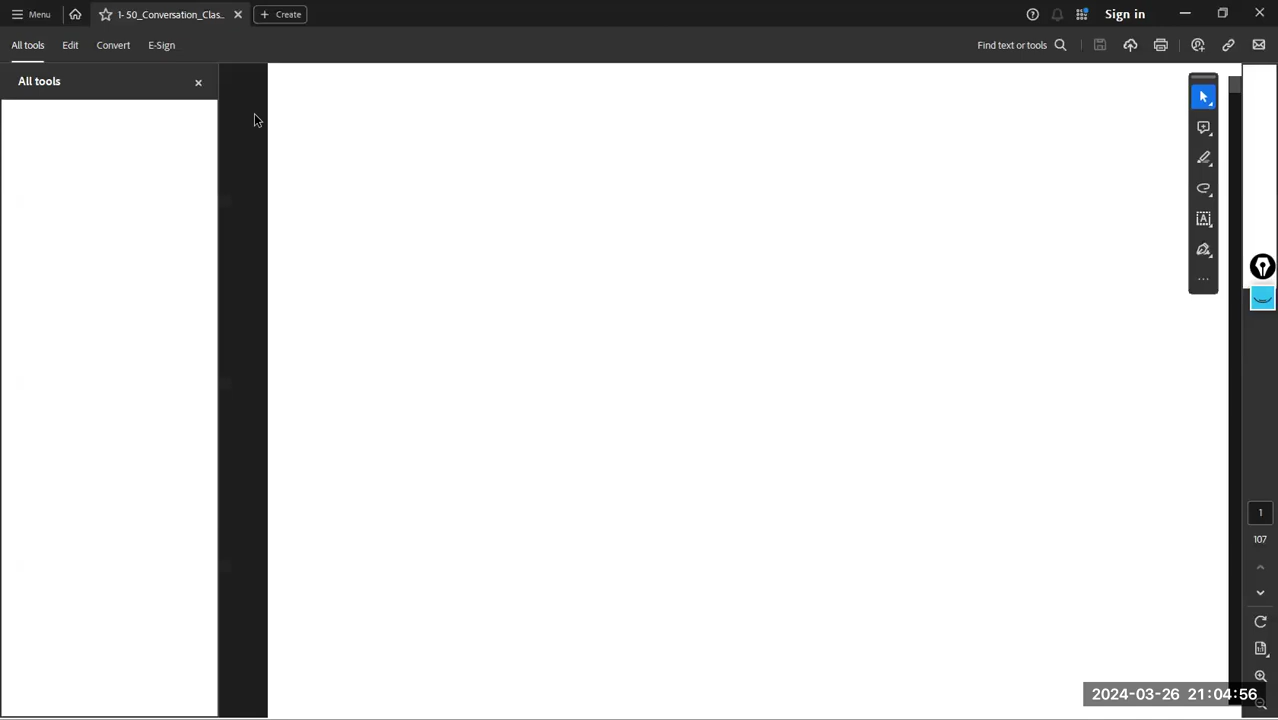 Menu
1- 50_Conversation_Clas...
Create
Sign in
All tools
Edit
Convert
E-Sign
Find text or tools
All tools
1
107
2024-03-26 21:04:56